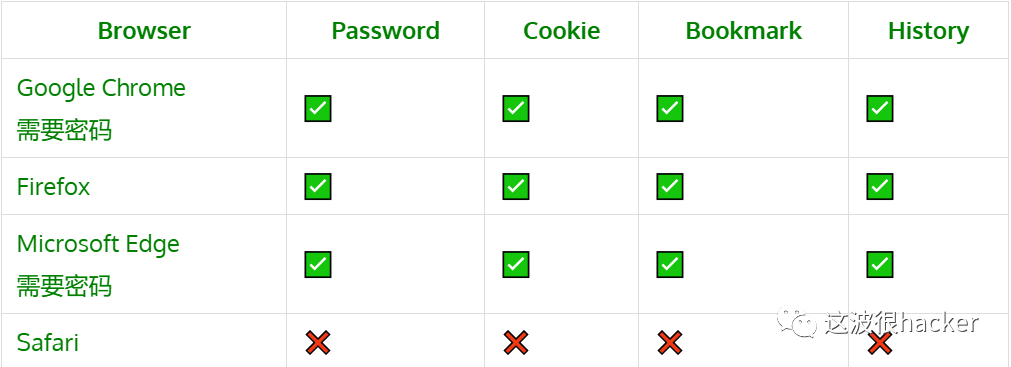 Browser Password Cookie Bookmark History
Google Chrome
需要密码 ✅ ✅ ✅ ✅
Firefox ✅ ✅ ✅ ✅
Microsoft Edge
需要密码 ✅ ✅ ✅ ✅
Safari ❌ ❌ ❌ ❌
这波很hacker